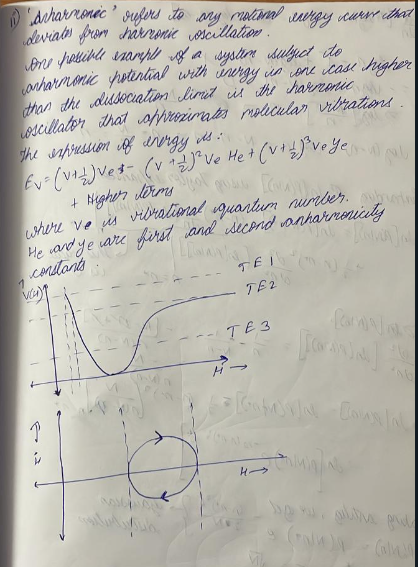 ii) 'Anharmonic' refers to any motional energy curve that
deviates from harmonic oscillation.
One possible example of a system subject to
anharmonic potential with energy in one case higher
than the dissociation limit is the harmonic
oscillator that approximates molecular vibrations.
The expression of energy is:
Ev = (v+½)Ve - (v+½)² Ve He + (v+½)³ Ve Ye
+ Higher terms
where Ve is vibrational quantum number.
He and Ye are first and second anharmonicity
constants
TE1
V(H)
TE2
TE3
H →
H →